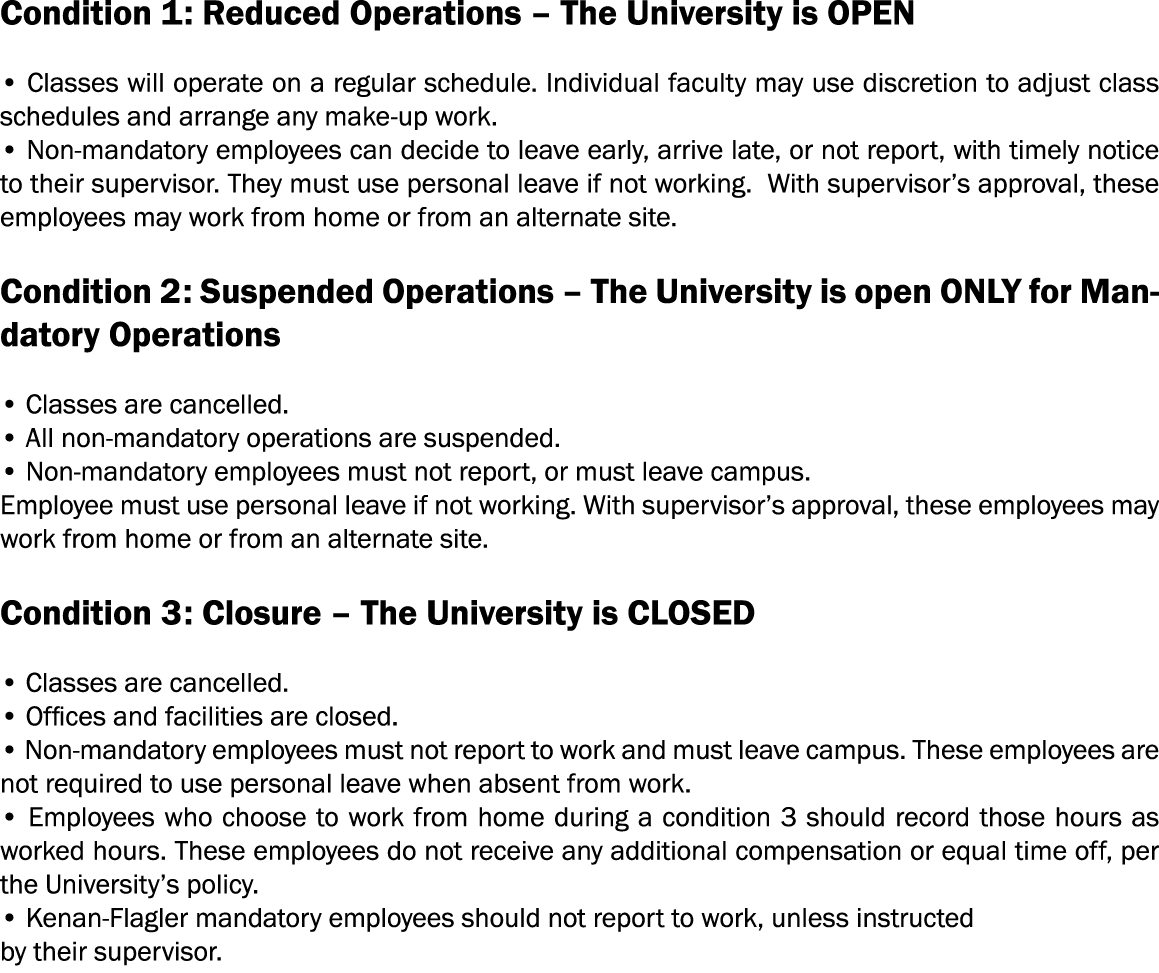 Condition 1: Reduced Operations – The University is OPEN
• Classes will operate on a regular schedule. Individual faculty may use discretion to adjust class
schedules and arrange any make-up work.
• Non-mandatory employees can decide to leave early, arrive late, or not report, with timely notice
to their supervisor. They must use personal leave if not working.  With supervisor’s approval, these
employees may work from home or from an alternate site.
Condition 2: Suspended Operations – The University is open ONLY for Man-
datory Operations
• Classes are cancelled.
• All non-mandatory operations are suspended.
• Non-mandatory employees must not report, or must leave campus.
Employee must use personal leave if not working. With supervisor’s approval, these employees may
work from home or from an alternate site.
Condition 3: Closure – The University is CLOSED
• Classes are cancelled.
• Offices and facilities are closed.
• Non-mandatory employees must not report to work and must leave campus. These employees are
not required to use personal leave when absent from work.
• Employees who choose to work from home during a condition 3 should record those hours as
worked hours. These employees do not receive any additional compensation or equal time off, per
the University’s policy.
• Kenan-Flagler mandatory employees should not report to work, unless instructed
by their supervisor.